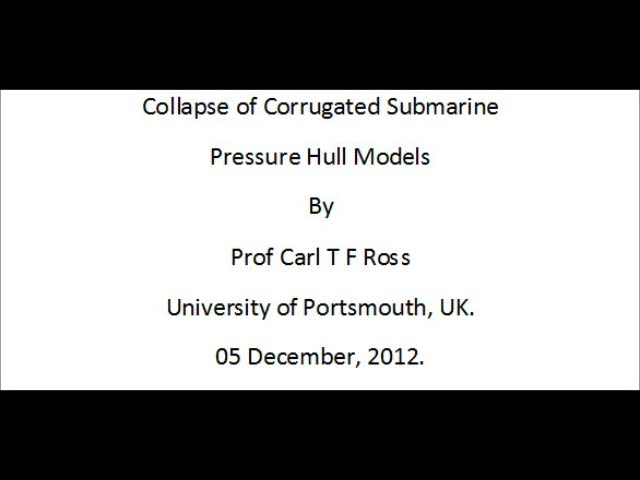 Collapse of Corrugated Submarine
Pressure Hull Models
By
Prof Carl T F Ross
University of Portsmouth, UK.
05 December, 2012.